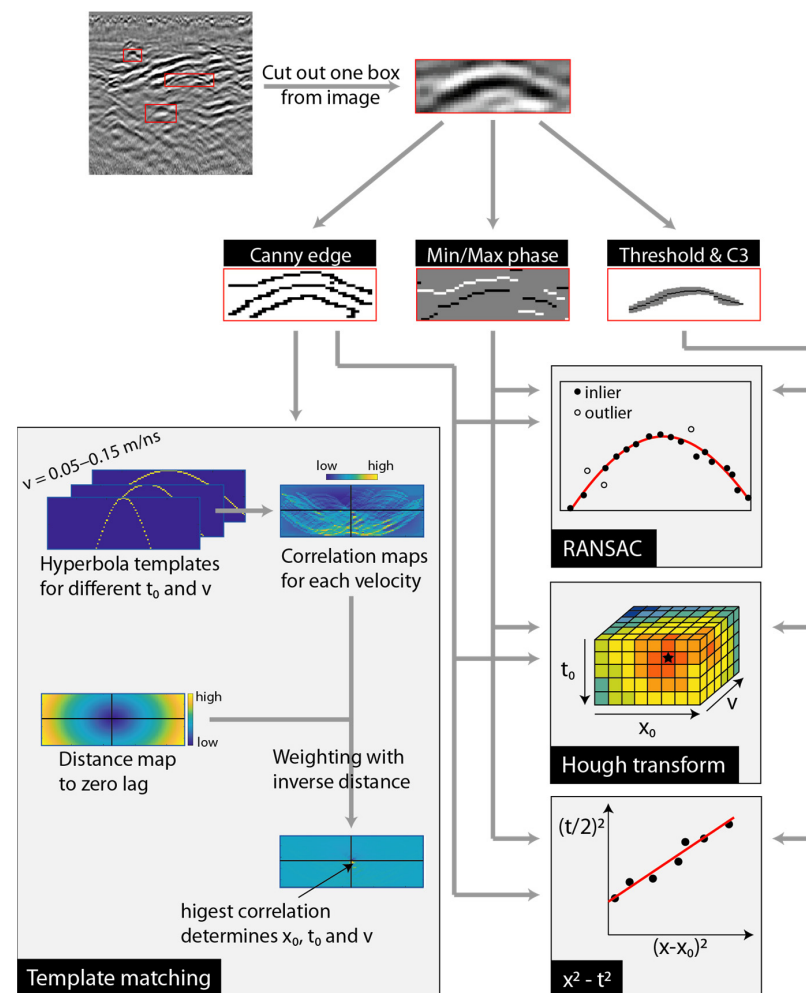 Cut out one box
from image
Canny edge
Min/Max phase
Threshold & C3
inlier
outlier
RANSAC
v = 0.05–0.15 m/ns
low
high
Hyperbola templates
for different t₀ and v
Correlation maps
for each velocity
t₀
x₀
v
Hough transform
high
low
Distance map
to zero lag
Weighting with
inverse distance
higest correlation
determines x₀, t₀ and v
Template matching
(t/2)²
(x-x₀)²
x² - t²